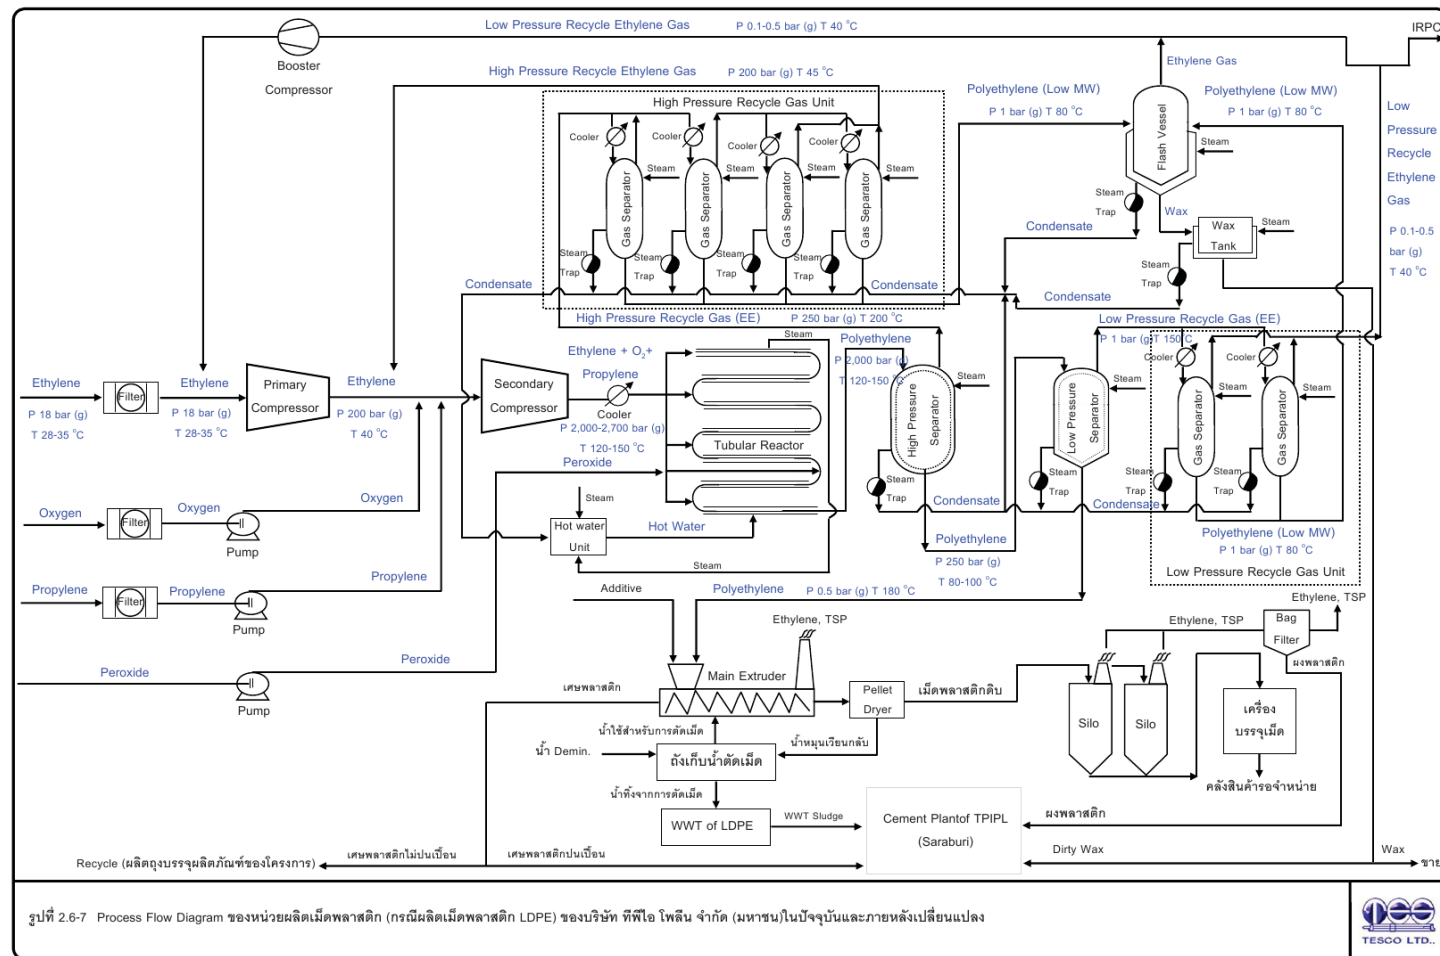 Low Pressure Recycle Ethylene Gas
P 0.1-0.5 bar (g) T 40 °C
IRPC
Booster
Compressor
Ethylene Gas
High Pressure Recycle Ethylene Gas
P 200 bar (g) T 45 °C
High Pressure Recycle Gas Unit
Cooler
Cooler
Cooler
Cooler
Steam
Steam
Steam
Steam
Gas Separator
Gas Separator
Gas Separator
Gas Separator
Steam
Trap
Steam
Trap
Steam
Trap
Steam
Trap
Polyethylene (Low MW)
P 1 bar (g) T 80 °C
Polyethylene (Low MW)
P 1 bar (g) T 80 °C
Flash Vessel
Steam
Steam
Trap
Wax
Wax
Tank
Steam
Steam
Trap
Condensate
Condensate
Condensate
Low
Pressure
Recycle
Ethylene
Gas
P 0.1-0.5
bar (g)
T 40 °C
High Pressure Recycle Gas (EE)
P 250 bar (g) T 200 °C
Low Pressure Recycle Gas (EE)
P 1 bar (g) T 150°C
Ethylene
P 18 bar (g)
T 28-35 °C
Filter
Ethylene
P 18 bar (g)
T 28-35 °C
Primary
Compressor
Ethylene
P 200 bar (g)
T 40 °C
Secondary
Compressor
Ethylene + O₂+
Propylene
Cooler
P 2,000-2,700 bar (g)
T 120-150 °C
Peroxide
Steam
Tubular Reactor
Polyethylene
P 2,000 bar (g)
T 120-150 °C
High Pressure
Separator
Steam
Steam
Trap
Low Pressure
Separator
Steam
Steam
Trap
Cooler
Cooler
Steam
Steam
Gas Separator
Gas Separator
Steam
Trap
Steam
Trap
Condensate
Condensate
Polyethylene (Low MW)
P 1 bar (g) T 80 °C
Low Pressure Recycle Gas Unit
Polyethylene
P 250 bar (g)
T 80-100 °C
Oxygen
Filter
Oxygen
Pump
Oxygen
Steam
Hot water
Unit
Hot Water
Steam
Propylene
Filter
Propylene
Pump
Propylene
Peroxide
Pump
Peroxide
Additive
Polyethylene
P 0.5 bar (g) T 180 °C
Ethylene, TSP
Main Extruder
เศษพลาสติก
น้ำใช้สำหรับการตัดเม็ด
Pellet
Dryer
เม็ดพลาสติกดิบ
น้ำหมุนเวียนกลับ
น้ำ Demin.
ถังเก็บน้ำตัดเม็ด
น้ำทิ้งจากการตัดเม็ด
WWT of LDPE
WWT Sludge
Cement Plantof TPIPL
(Saraburi)
Silo
Silo
Ethylene, TSP
Bag
Filter
Ethylene, TSP
ผงพลาสติก
เครื่อง
บรรจุเม็ด
คลังสินค้ารอจำหน่าย
ผงพลาสติก
Dirty Wax
Wax
ขาย
Recycle (ผลิตถุงบรรจุผลิตภัณฑ์ของโครงการ)
เศษพลาสติกไม่ปนเปื้อน
เศษพลาสติกปนเปื้อน
รูปที่ 2.6-7 Process Flow Diagram ของหน่วยผลิตเม็ดพลาสติก (กรณีผลิตเม็ดพลาสติก LDPE) ของบริษัท ทีพีไอ โพลีน จำกัด (มหาชน)ในปัจจุบันและภายหลังเปลี่ยนแปลง
TESCO LTD..